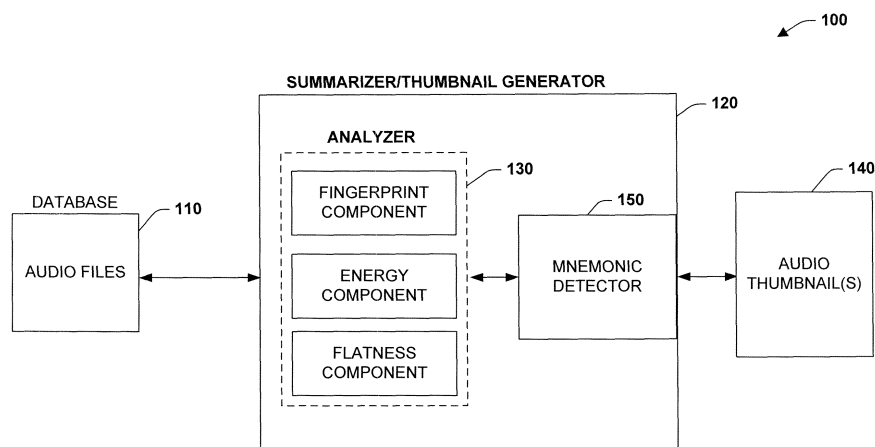 100
SUMMARIZER/THUMBNAIL GENERATOR
120
ANALYZER
130
140
DATABASE
110
150
FINGERPRINT
COMPONENT
AUDIO FILES
ENERGY
COMPONENT
MNEMONIC
DETECTOR
AUDIO
THUMBNAIL(S)
FLATNESS
COMPONENT